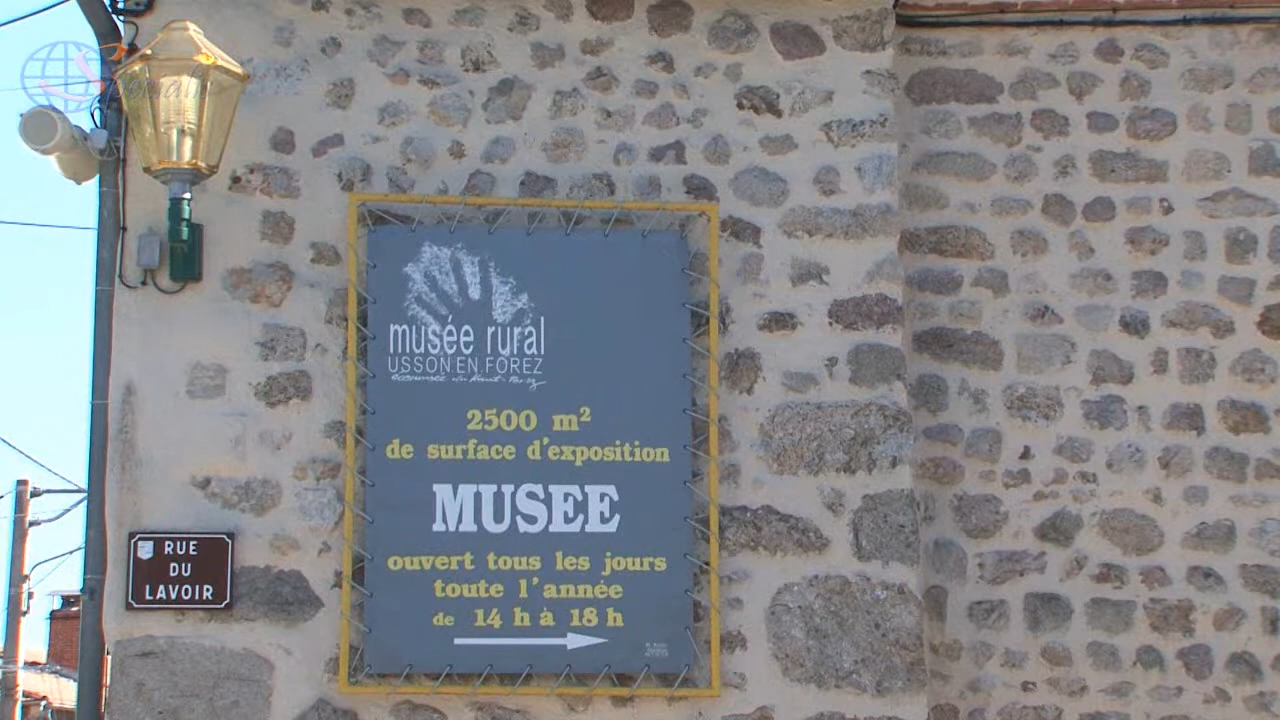 musée rural
USSON EN FOREZ
2500 m²
de surface d'exposition
MUSEE
ouvert tous les jours
toute l'année
de 14 h à 18 h
RUE
DU
LAVOIR